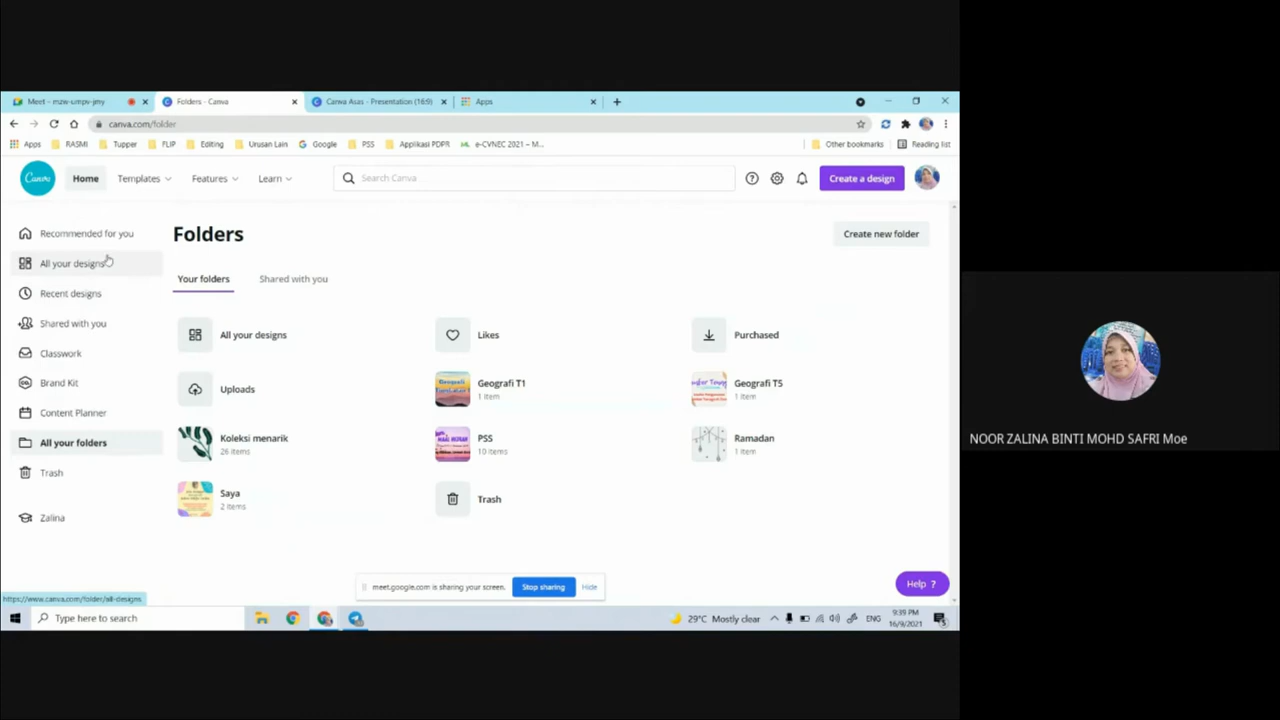 Meet - mzw-umpv-jmy
Folders - Canva
Canva Asas - Presentation (16:9)
Apps
canva.com/folder
Apps RASMI Tupper FLIP Editing Urusan Lain Google PSS Applikasi PDPR e-CVNEC 2021 – M... Other bookmarks Reading list
Canva Home Templates Features Learn Search Canva Create a design
Recommended for you
All your designs
Recent designs
Shared with you
Classwork
Brand Kit
Content Planner
All your folders
Trash
Zalina
Folders
Create new folder
Your folders Shared with you
All your designs
Likes
Purchased
Uploads
Geografi T1
1 item
Geografi T5
1 item
Koleksi menarik
26 items
PSS
10 items
Ramadan
1 item
Saya
2 items
Trash
meet.google.com is sharing your screen. Stop sharing Hide
Help ?
https://www.canva.com/folder/all-designs
Type here to search
29°C Mostly clear
ENG
9:39 PM
16/9/2021
NOOR ZALINA BINTI MOHD SAFRI Moe